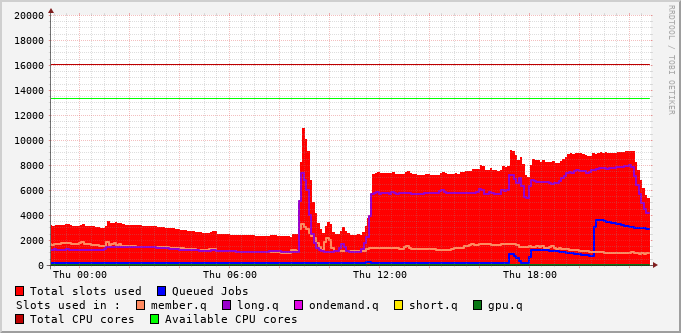 20000
18000
16000
14000
12000
10000
8000
6000
4000
2000
0
Thu 00:00 Thu 06:00 Thu 12:00 Thu 18:00
RRDTOOL / TOBI OETIKER
Total slots used Queued Jobs
Slots used in : member.q long.q ondemand.q short.q gpu.q
Total CPU cores Available CPU cores